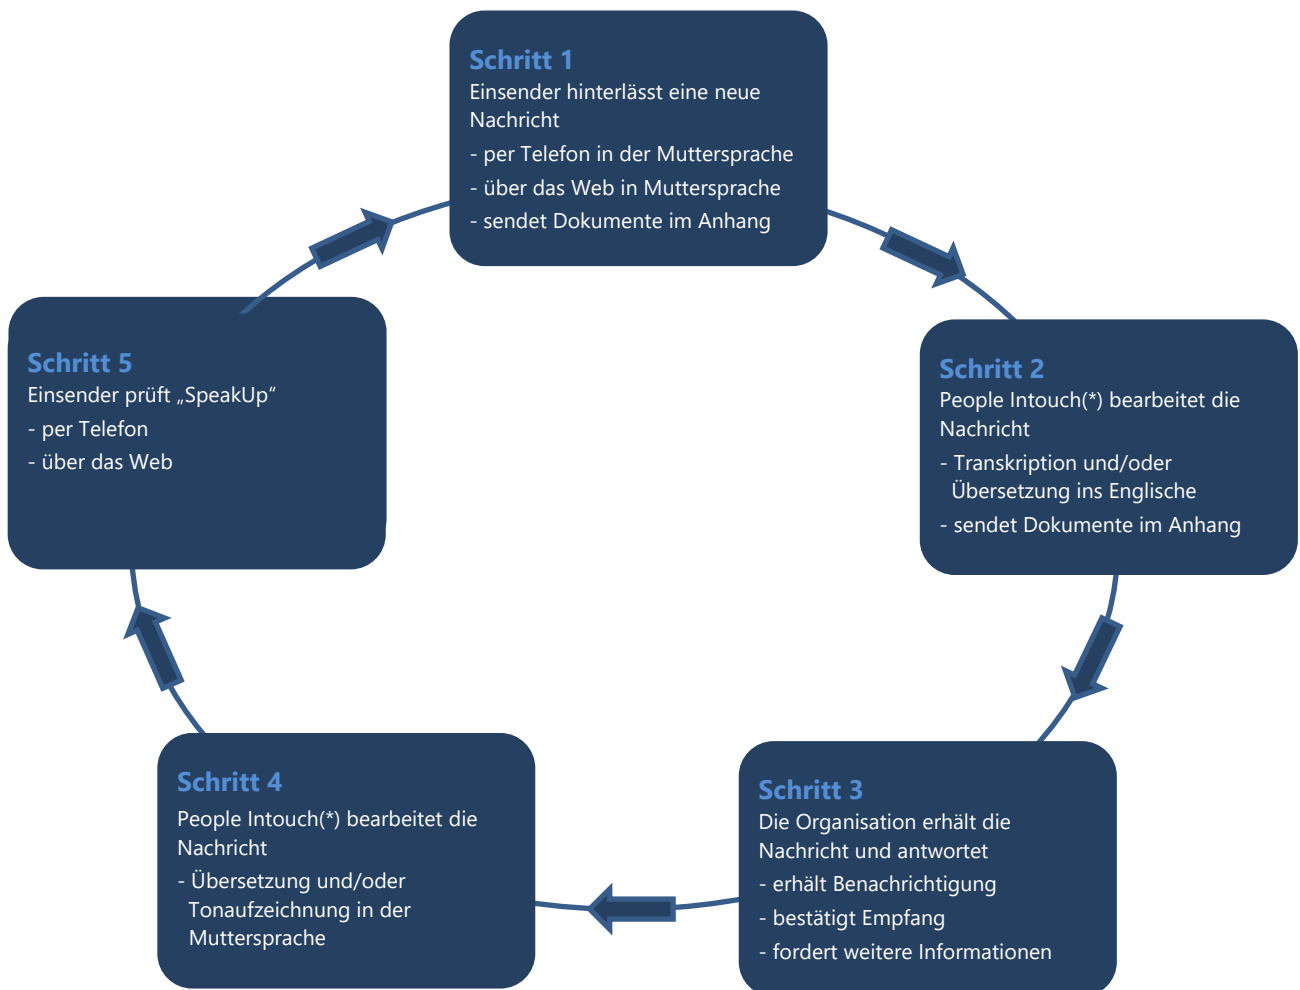 Schritt 1
Einsender hinterlässt eine neue
Nachricht
- per Telefon in der Muttersprache
- über das Web in Muttersprache
- sendet Dokumente im Anhang
Schritt 2
People Intouch(*) bearbeitet die
Nachricht
- Transkription und/oder
Übersetzung ins Englische
- sendet Dokumente im Anhang
Schritt 3
Die Organisation erhält die
Nachricht und antwortet
- erhält Benachrichtigung
- bestätigt Empfang
- fordert weitere Informationen
Schritt 4
People Intouch(*) bearbeitet die
Nachricht
- Übersetzung und/oder
Tonaufzeichnung in der
Muttersprache
Schritt 5
Einsender prüft „SpeakUp“
- per Telefon
- über das Web